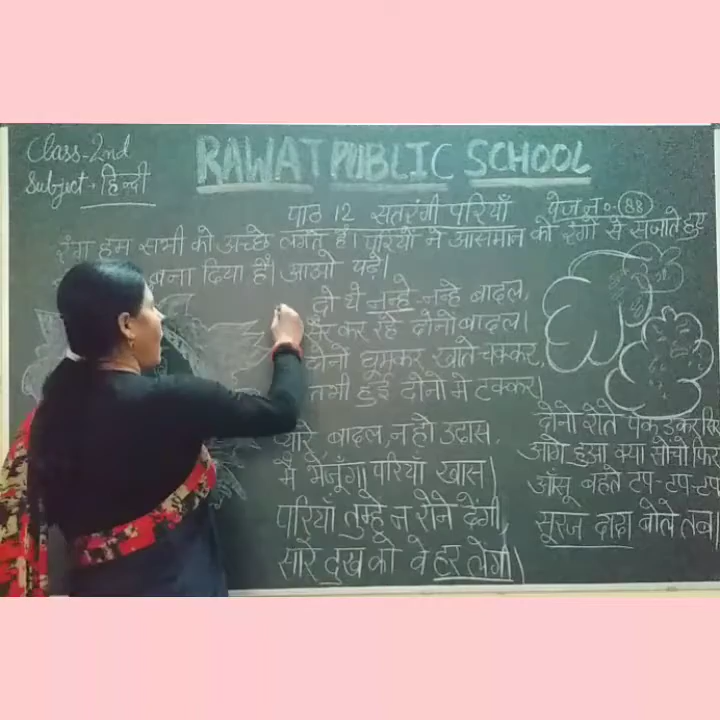 Class-2nd
Subject - हिन्दी
RAWAT PUBLIC SCHOOL
पाठ 12 सतरंगी परियाँ
पेज न॰-(88)
रंग हम सभी को अच्छे लगते हैं। परियों ने आसमान को रंगों से सजाते हुए
बना दिया है। आओ पढ़े।
दो थे नन्हे-नन्हे बादल,
कर रहे दोनों बादल।
दोनों घूमकर खाते चक्कर,
तभी हुई दोनों में टक्कर।
दोनों रोते पकड़कर सिर
आगे हुआ क्या सोचो फिर
आँसू बहते टप-टप-टप
सूरज दादा बोले तब।
प्यारे बादल, न हो उदास,
मैं भेजूँगा परियाँ खास।
परियाँ तुम्हें न रोने देंगी,
सारे दुख को वे हर लेंगी।